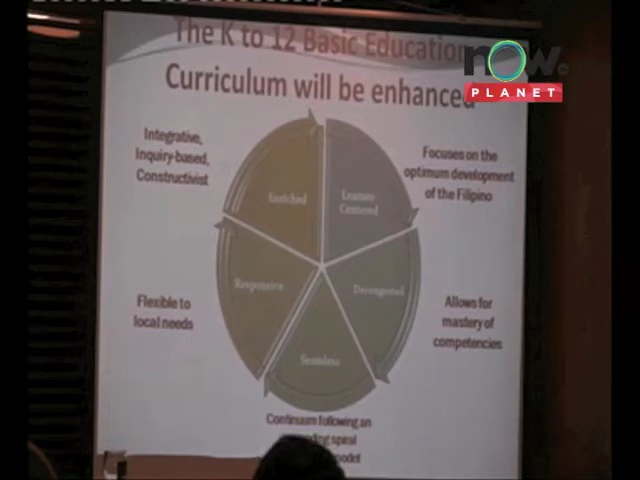 The K to 12 Basic Education
Curriculum will be enhanced
now
PLANET
Integrative,
Inquiry-based,
Constructivist
Focuses on the
optimum development
of the Filipino
Enriched
Learner-
Centered
Responsive
Decongested
Seamless
Flexible to
local needs
Allows for
mastery of
competencies
Continuum following an
spiral
model